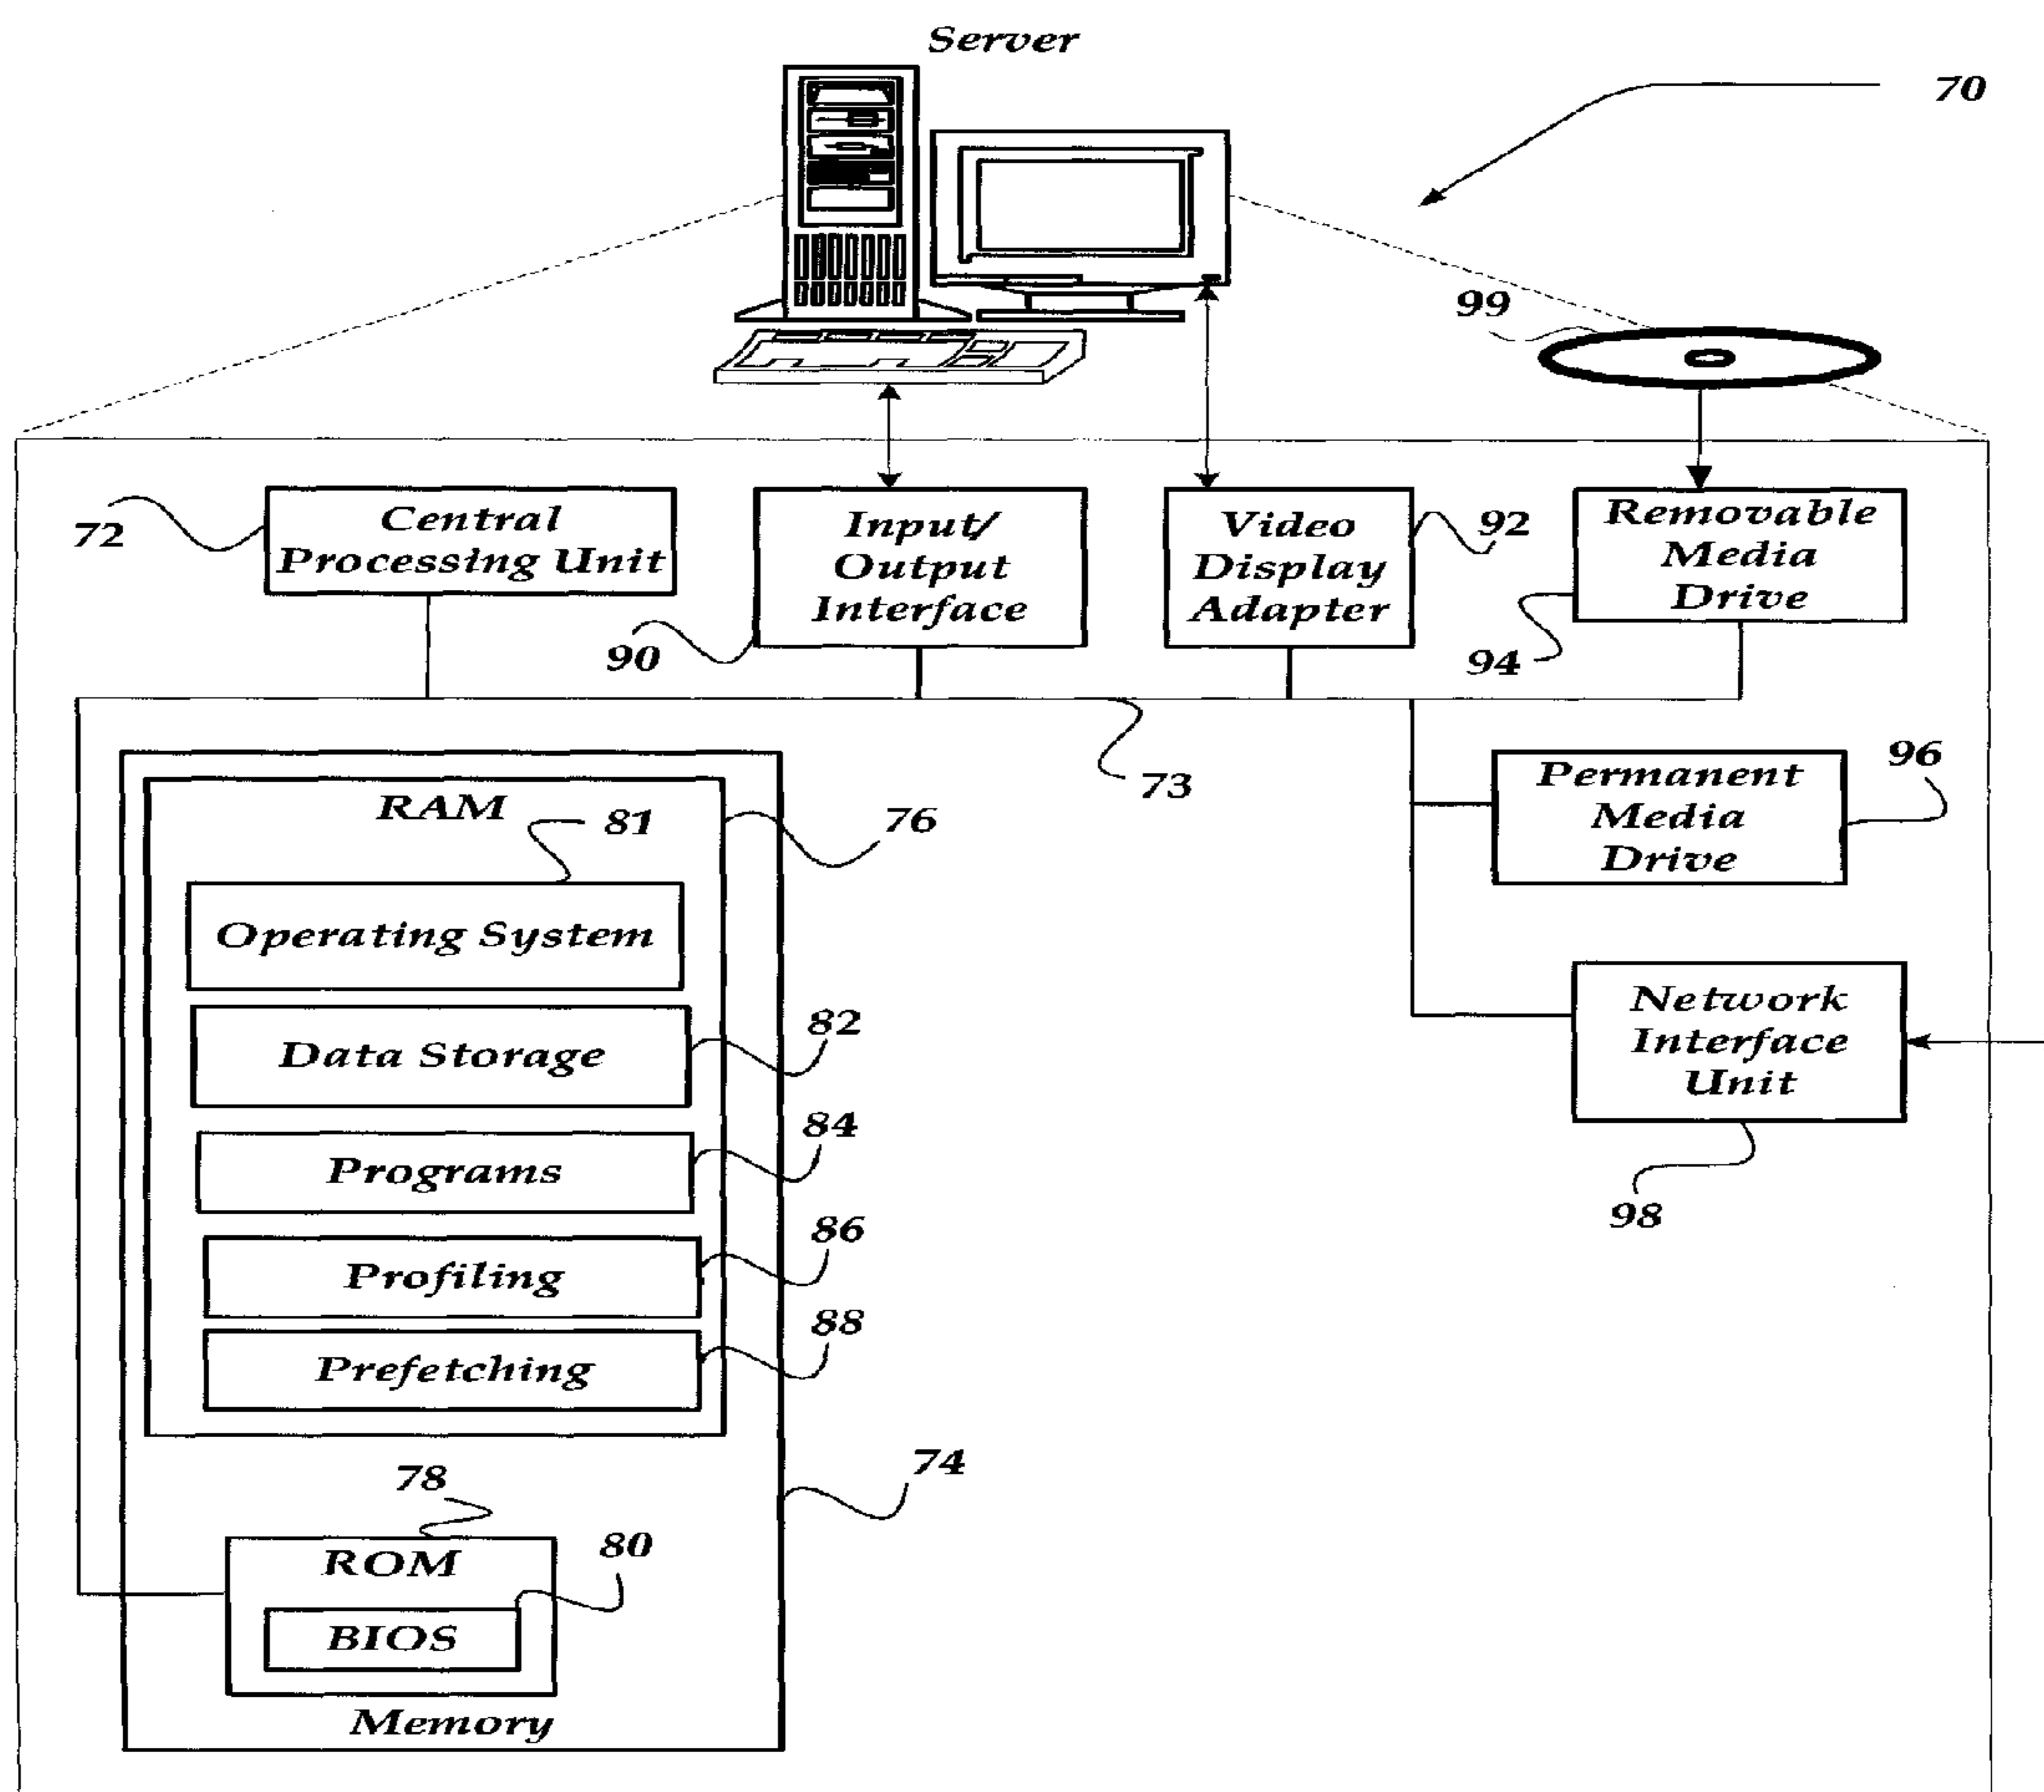 Server
70
99
72
Central
Processing Unit
90
Input/
Output
Interface
92
Video
Display
Adapter
94
Removable
Media
Drive
73
96
Permanent
Media
Drive
RAM
81
76
Operating System
Data Storage
82
Programs
84
Profiling
86
Prefetching
88
Network
Interface
Unit
98
74
78
ROM
80
BIOS
Memory